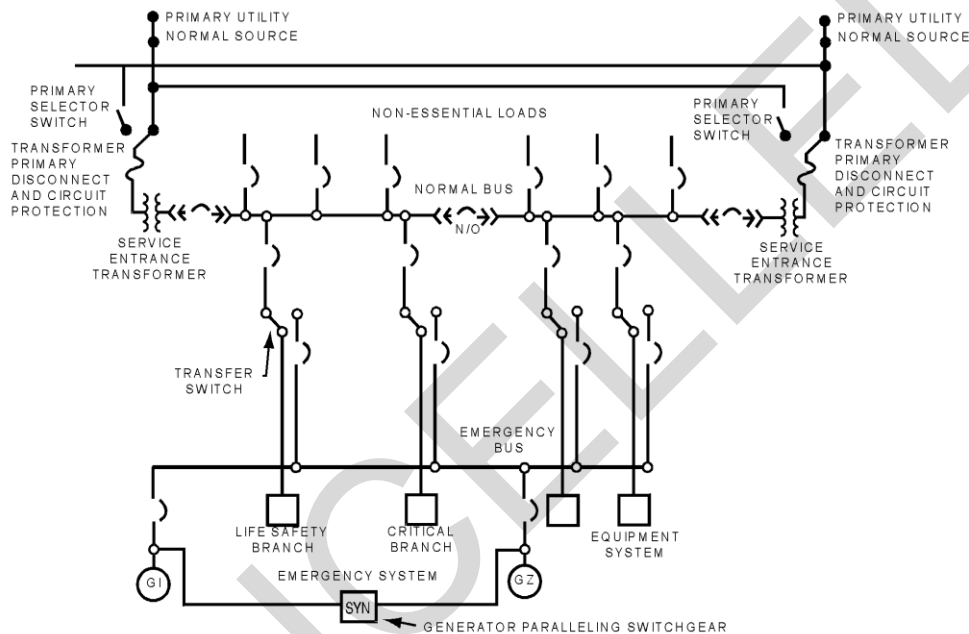 PRIMARY UTILITY
NORMAL SOURCE
PRIMARY UTILITY
NORMAL SOURCE
PRIMARY
SELECTOR
SWITCH
NON-ESSENTIAL LOADS
PRIMARY
SELECTOR
SWITCH
TRANSFORMER
PRIMARY
DISCONNECT
AND CIRCUIT
PROTECTION
TRANSFORMER
PRIMARY
DISCONNECT
AND CIRCUIT
PROTECTION
NORMAL BUS
N/O
SERVICE
ENTRANCE
TRANSFORMER
SERVICE
ENTRANCE
TRANSFORMER
TRANSFER
SWITCH
EMERGENCY
BUS
LIFE SAFETY
BRANCH
CRITICAL
BRANCH
EQUIPMENT
SYSTEM
GI
EMERGENCY SYSTEM
GZ
SYN
GENERATOR PARALLELING SWITCHGEAR